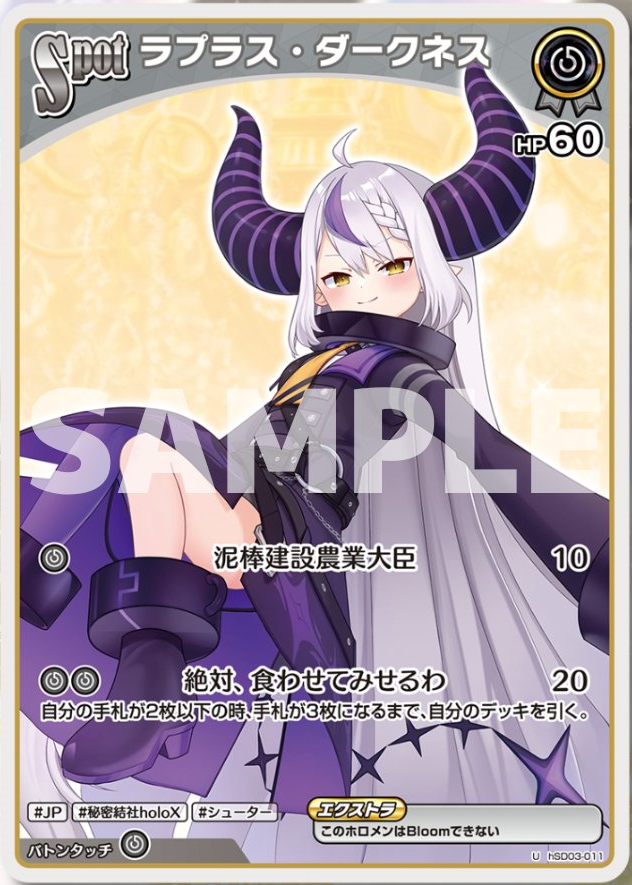 Spot ラプラス・ダークネス
HP60
SAMPLE
泥棒建設農業大臣 10
絶対、食わせてみせるわ 20
自分の手札が2枚以下の時、手札が3枚になるまで、自分のデッキを引く。
#JP #秘密結社holoX #シューター
エクストラ
このホロメンはBloomできない
バトンタッチ
U hSD03-011